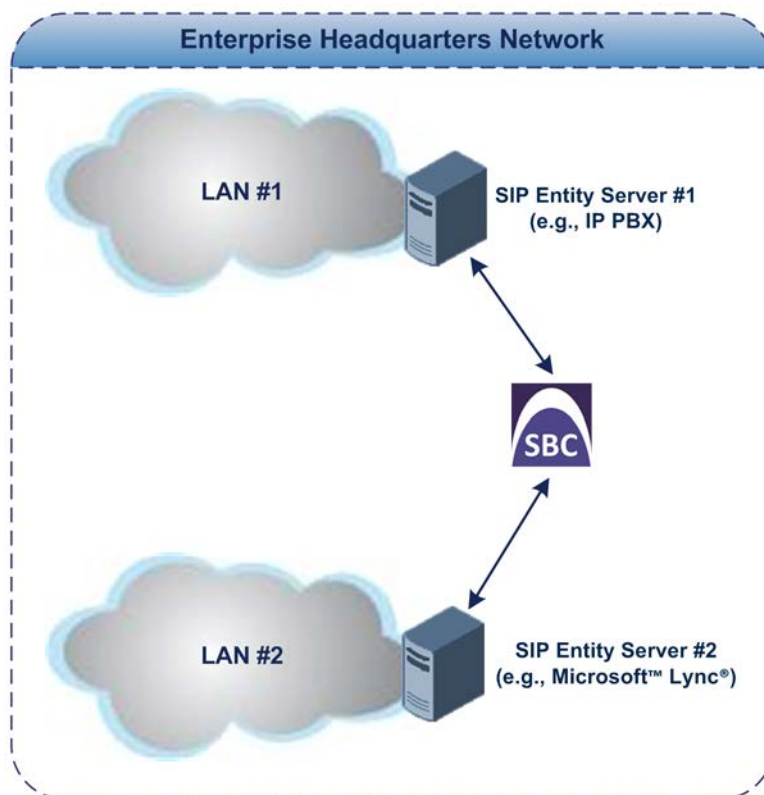 Enterprise Headquarters Network
LAN #1
SIP Entity Server #1
(e.g., IP PBX)
SBC
LAN #2
SIP Entity Server #2
(e.g., Microsoft™ Lync®)